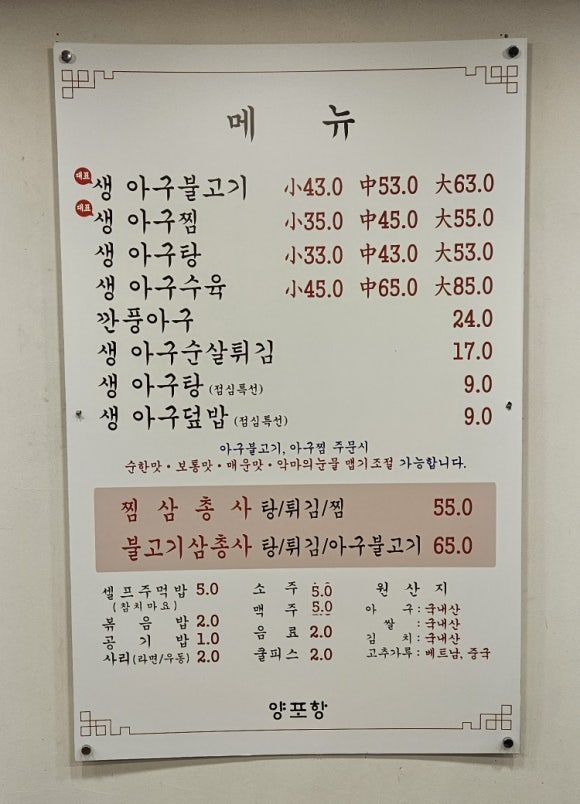 메 뉴
대표 생 아구불고기 小43.0 中53.0 大63.0
대표 생 아구찜 小35.0 中45.0 大55.0
생 아구탕 小33.0 中43.0 大53.0
생 아구수육 小45.0 中65.0 大85.0
깐풍아구 24.0
생 아구순살튀김 17.0
생 아구탕 (점심특선) 9.0
생 아구덮밥 (점심특선) 9.0
아구불고기, 아구찜 주문시
순한맛・보통맛・매운맛・악마의눈물 맵기조절 가능합니다.
찜 삼 총 사 탕/튀김/찜 55.0
불고기삼총사 탕/튀김/아구불고기 65.0
셀프주먹밥 5.0
(참치마요)
볶 음 밥 2.0
공 기 밥 1.0
사리(라면/우동) 2.0
소 주 5.0
맥 주 5.0
음 료 2.0
쿨피스 2.0
원 산 지
아 구 : 국내산
쌀 : 국내산
김 치 : 국내산
고추가루 : 베트남, 중국
양포항